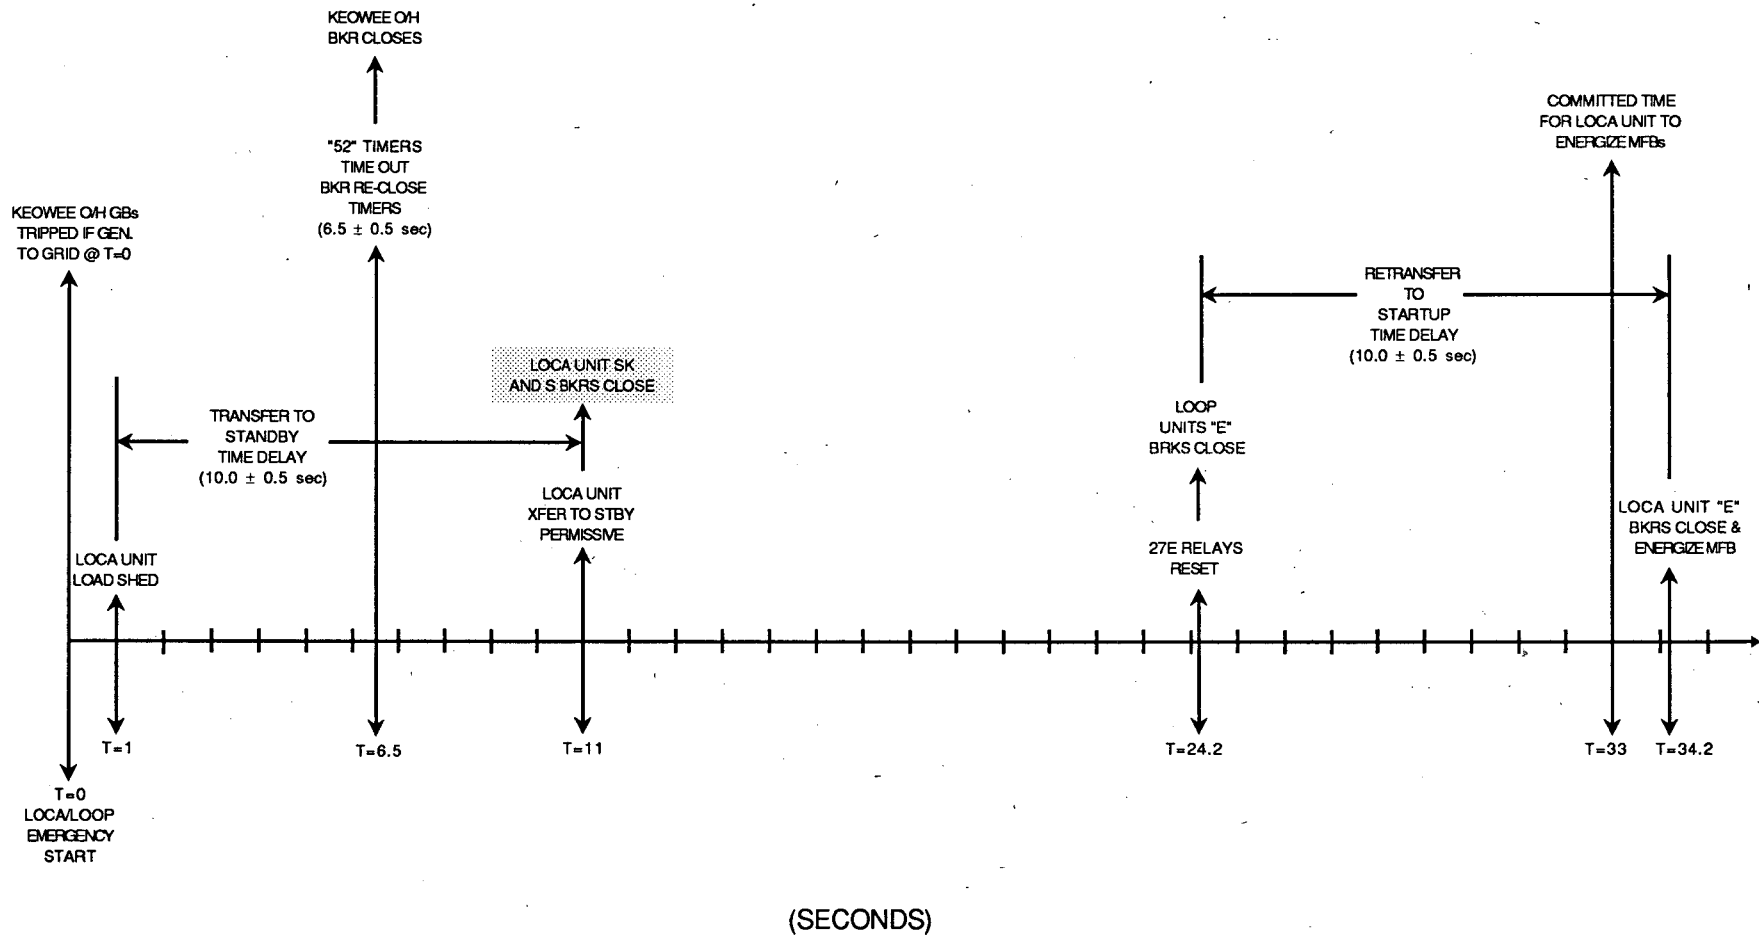 KEOWEE O/H
BKR CLOSES
"52" TIMERS
TIME OUT
BKR RE-CLOSE
TIMERS
(6.5 ± 0.5 sec)
KEOWEE O/H GBs
TRIPPED IF GEN.
TO GRID @ T=0
COMMITTED TIME
FOR LOCA UNIT TO
ENERGIZE MFBs
RETRANSFER
TO
STARTUP
TIME DELAY
(10.0 ± 0.5 sec)
LOCA UNIT SK
AND S BKRS CLOSE
TRANSFER TO
STANDBY
TIME DELAY
(10.0 ± 0.5 sec)
LOOP
UNITS "E"
BRKS CLOSE
LOCA UNIT
XFER TO STBY
PERMISSIVE
LOCA UNIT "E"
BKRS CLOSE &
ENERGIZE MFB
LOCA UNIT
LOAD SHED
27E RELAYS
RESET
T=1
T=6.5
T=11
T=24.2
T=33
T=34.2
T=0
LOCA/LOOP
EMERGENCY
START
(SECONDS)